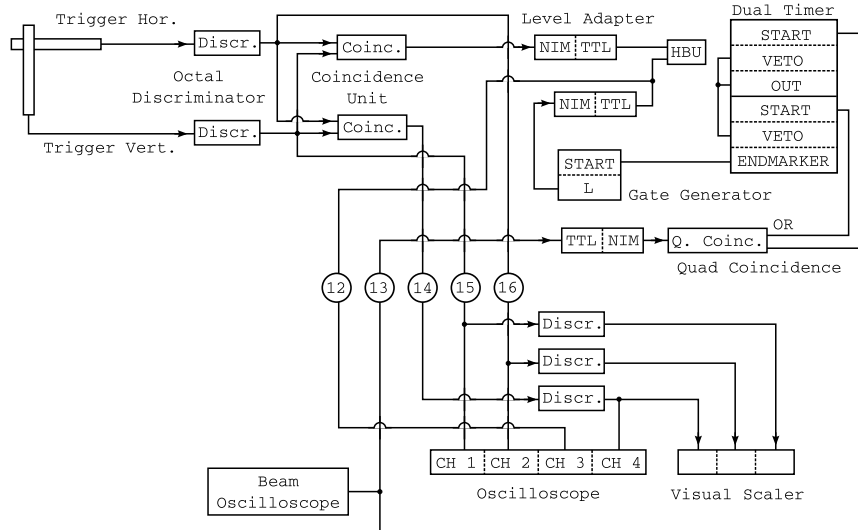 Trigger Hor.
Discr.
Octal
Discriminator
Coinc.
Coincidence
Unit
Coinc.
Trigger Vert.
Discr.
Level Adapter
NIM TTL
HBU
NIM TTL
START
L
Gate Generator
Dual Timer
START
VETO
OUT
START
VETO
ENDMARKER
TTL NIM
Q. Coinc.
OR
Quad Coincidence
12 13 14 15 16
Discr.
Discr.
Discr.
CH 1 CH 2 CH 3 CH 4
Oscilloscope
Visual Scaler
Beam
Oscilloscope